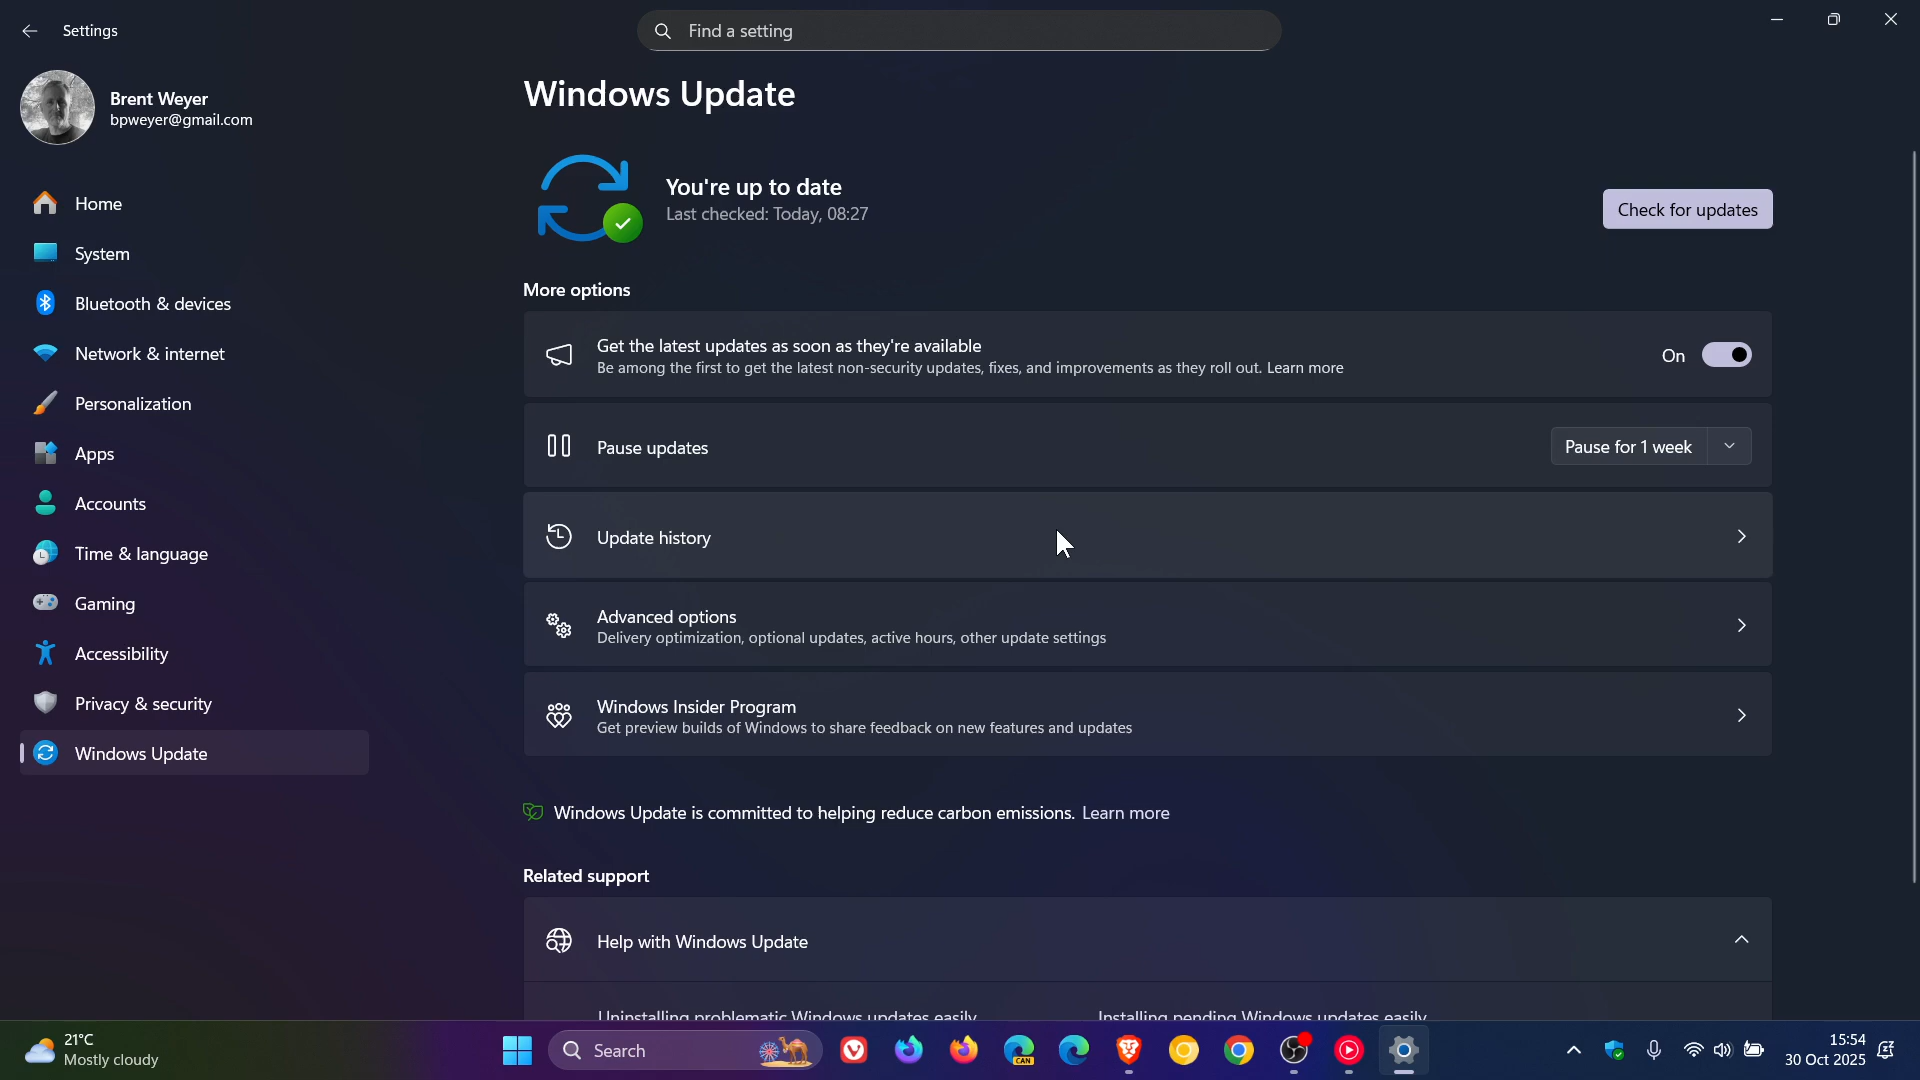 Settings
Find a setting
Brent Weyer
bpweyer@gmail.com
Home
System
Bluetooth & devices
Network & internet
Personalization
Apps
Accounts
Time & language
Gaming
Accessibility
Privacy & security
Windows Update
Windows Update
You're up to date
Last checked: Today, 08:27
Check for updates
More options
Get the latest updates as soon as they're available
Be among the first to get the latest non-security updates, fixes, and improvements as they roll out. Learn more
On
Pause updates
Pause for 1 week
Update history
Advanced options
Delivery optimization, optional updates, active hours, other update settings
Windows Insider Program
Get preview builds of Windows to share feedback on new features and updates
Windows Update is committed to helping reduce carbon emissions. Learn more
Related support
Help with Windows Update
Uninstalling problematic Windows updates easily
Installing pending Windows updates easily
21°C
Mostly cloudy
Search
CAN
15:54
30 Oct 2025